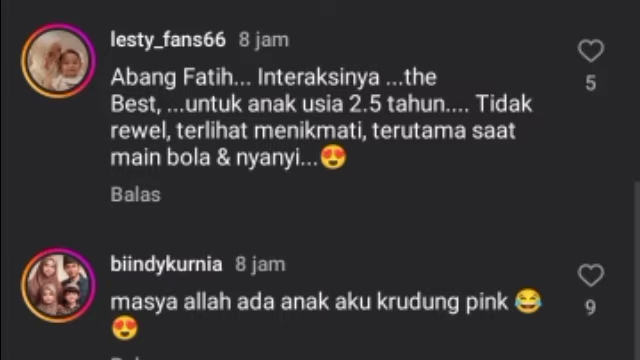 lesty_fans66 8 jam
Abang Fatih... Interaksinya ...the
Best, ...untuk anak usia 2.5 tahun.... Tidak
rewel, terlihat menikmati, terutama saat
main bola & nyanyi...😍
5
Balas
biindykurnia 8 jam
masya allah ada anak aku krudung pink 😂
😍
9